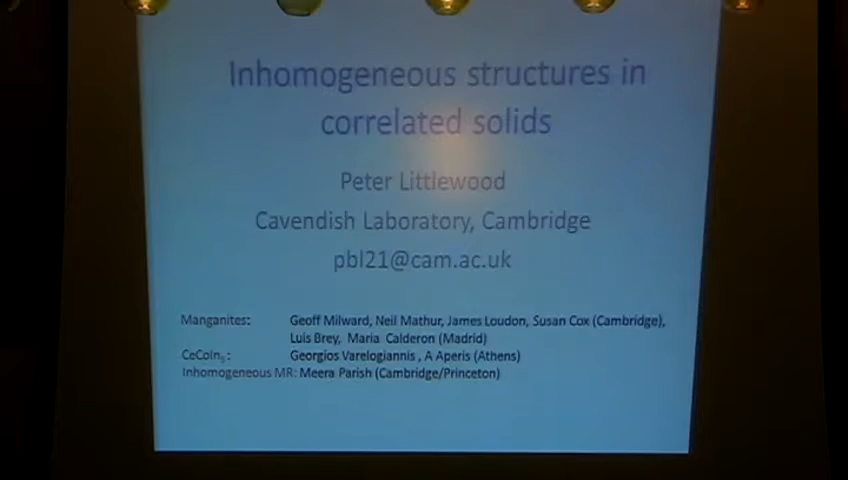 Inhomogeneous structures in
correlated solids
Peter Littlewood
Cavendish Laboratory, Cambridge
pbl21@cam.ac.uk
Manganites: Geoff Milward, Neil Mathur, James Loudon, Susan Cox (Cambridge),
Luis Brey, Maria Calderon (Madrid)
CeCoIn₅: Georgios Varelogiannis , A Aperis (Athens)
Inhomogeneous MR: Meera Parish (Cambridge/Princeton)